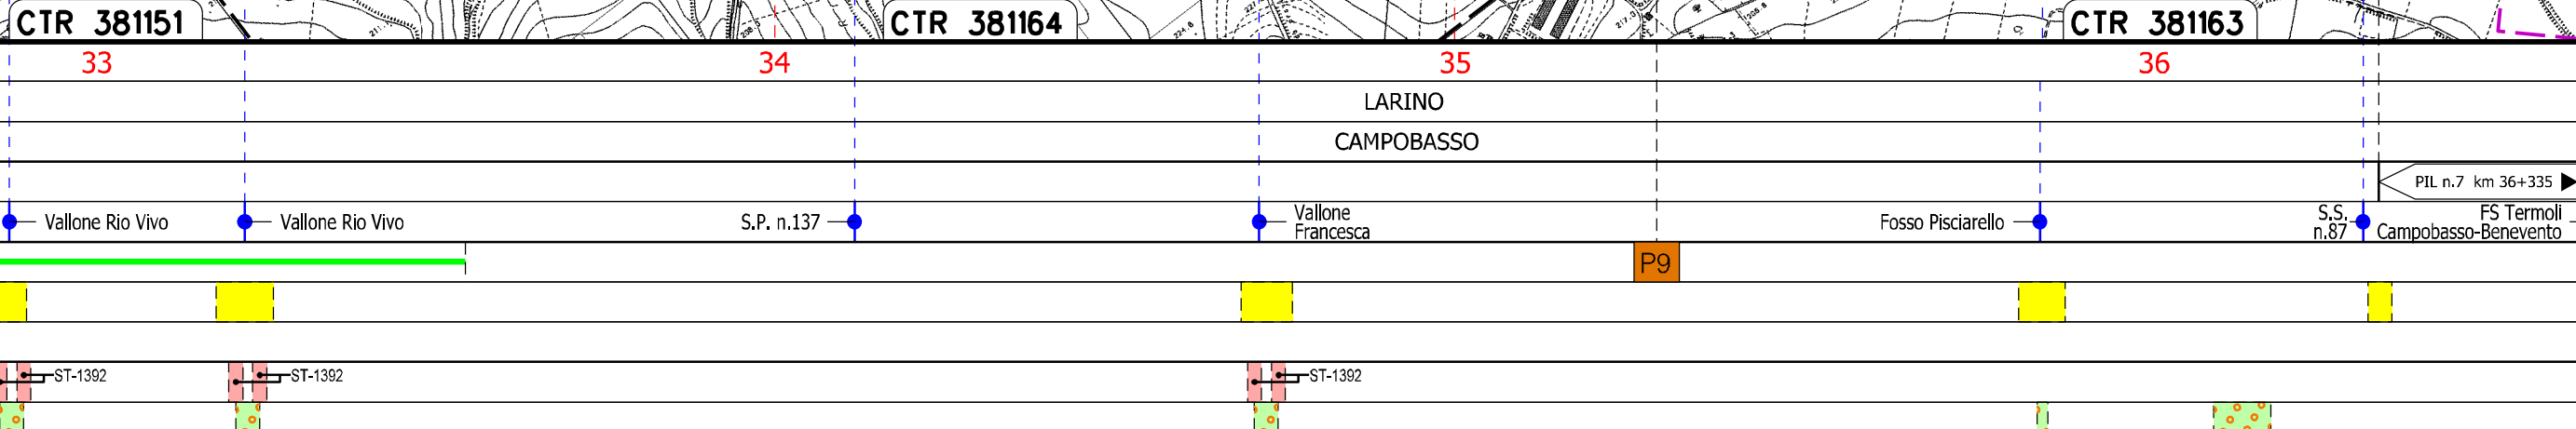 CTR 381151
CTR 381164
CTR 381163
33
34
35
36
LARINO
CAMPOBASSO
PIL n.7 km 36+335
Vallone Rio Vivo
Vallone Rio Vivo
S.P. n.137
Vallone
Francesca
Fosso Pisciarello
S.S.
n.87
FS Termoli
Campobasso-Benevento
P9
ST-1392
ST-1392
ST-1392